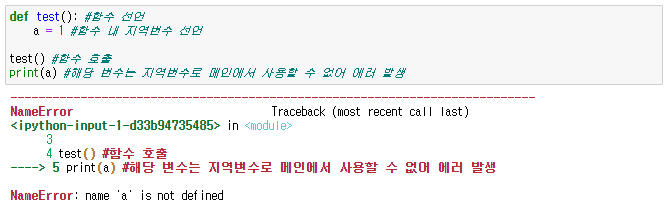 def test(): #함수 선언
    a = 1 #함수 내 지역변수 선언
test() #함수 호출
print(a) #해당 변수는 지역변수로 메인에서 사용할 수 없어 에러 발생
---------------------------------------------------------------------------
NameError                                 Traceback (most recent call last)
<ipython-input-1-d33b94735485> in <module>
      3
      4 test() #함수 호출
----> 5 print(a) #해당 변수는 지역변수로 메인에서 사용할 수 없어 에러 발생
NameError: name 'a' is not defined